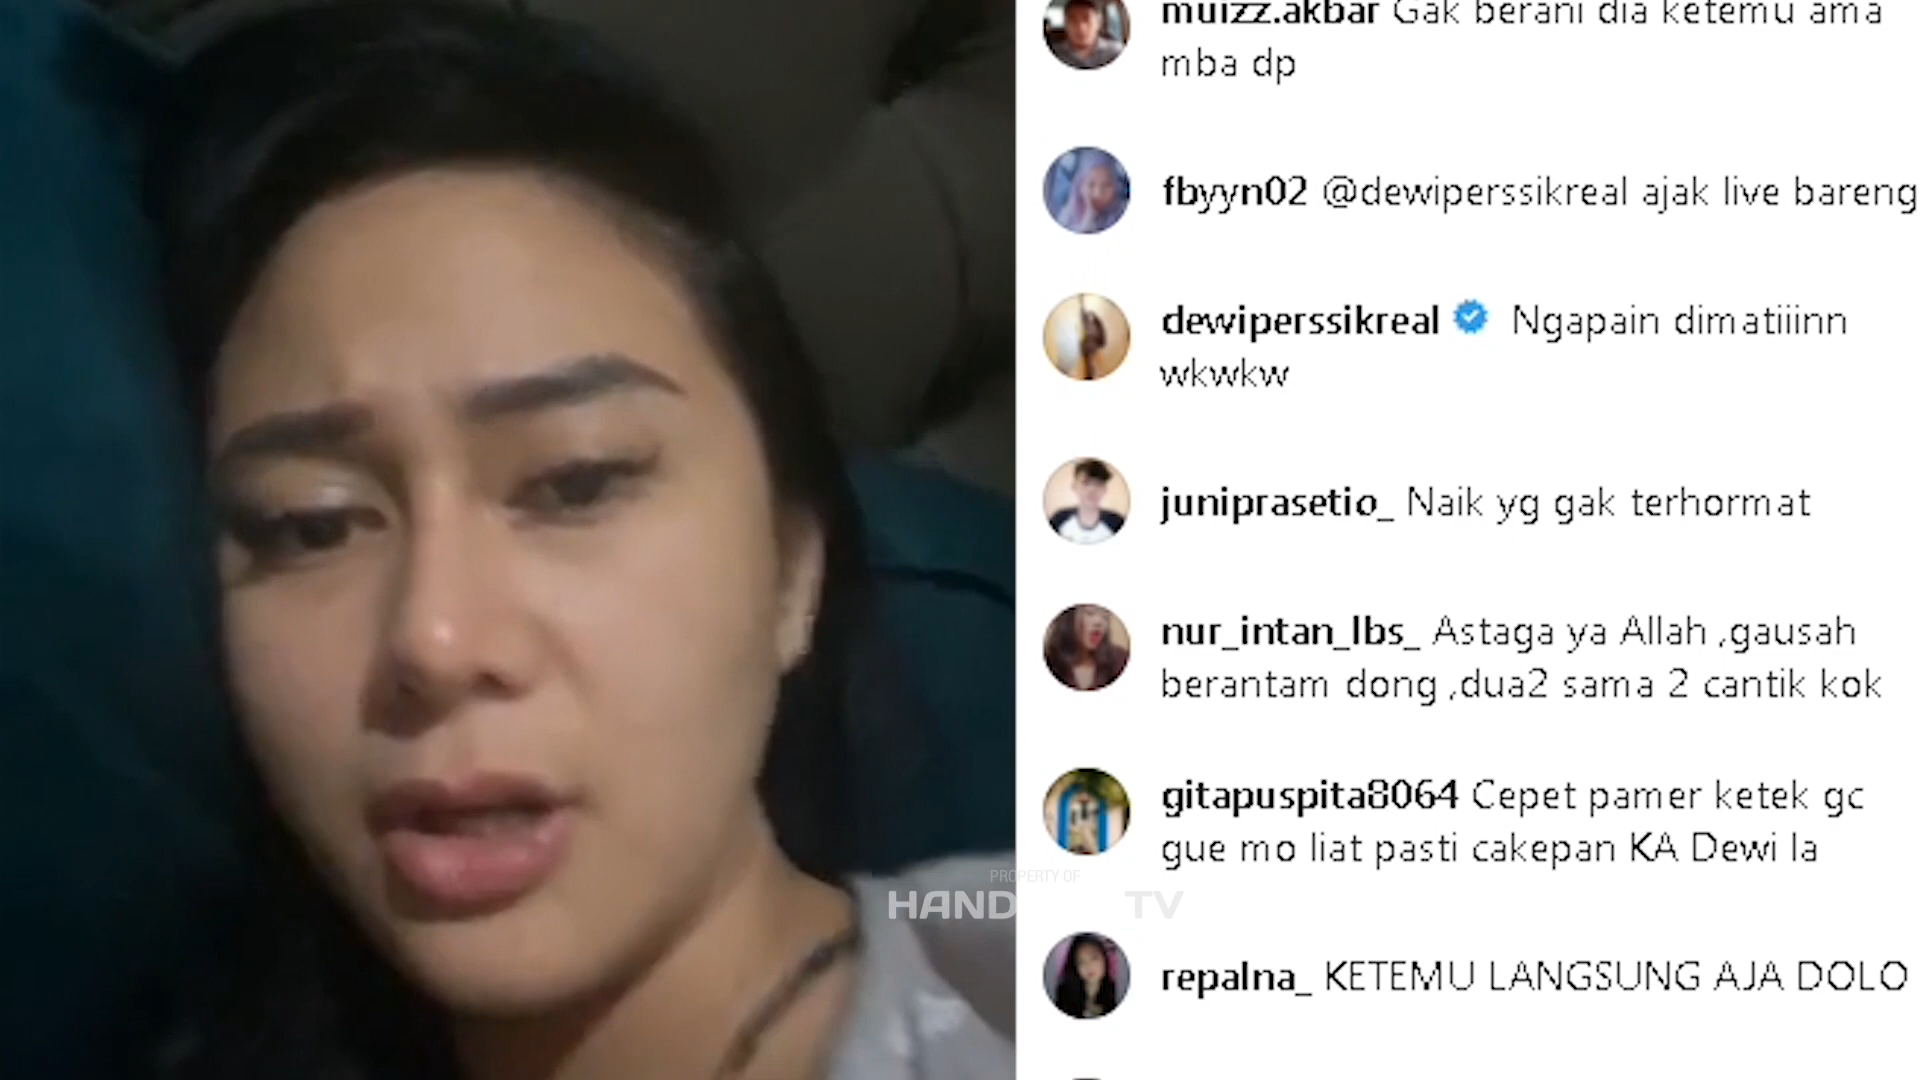 muizz.akbar Gak berani dia ketemu ama
mba dp
fbyyn02 @dewiperssikreal ajak live bareng
dewiperssikreal Ngapain dimatiiinn
wkwkw
juniprasetio_ Naik yg gak terhormat
nur_intan_lbs_ Astaga ya Allah ,gausah
berantam dong ,dua2 sama 2 cantik kok
gitapuspita8064 Cepet pamer ketek gc
gue mo liat pasti cakepan KA Dewi la
PROPERTY OF
HAND TV
repalna_ KETEMU LANGSUNG AJA DOLO